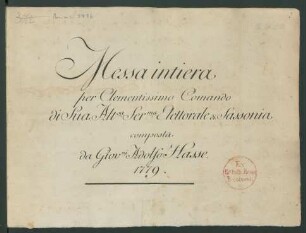 Messa intiera
per Clementissimo Comando
di Sua Alt.za Ser.ma Elettorale di Sassonia
composta
da Giov.ni Adolfo Hasse
1779.